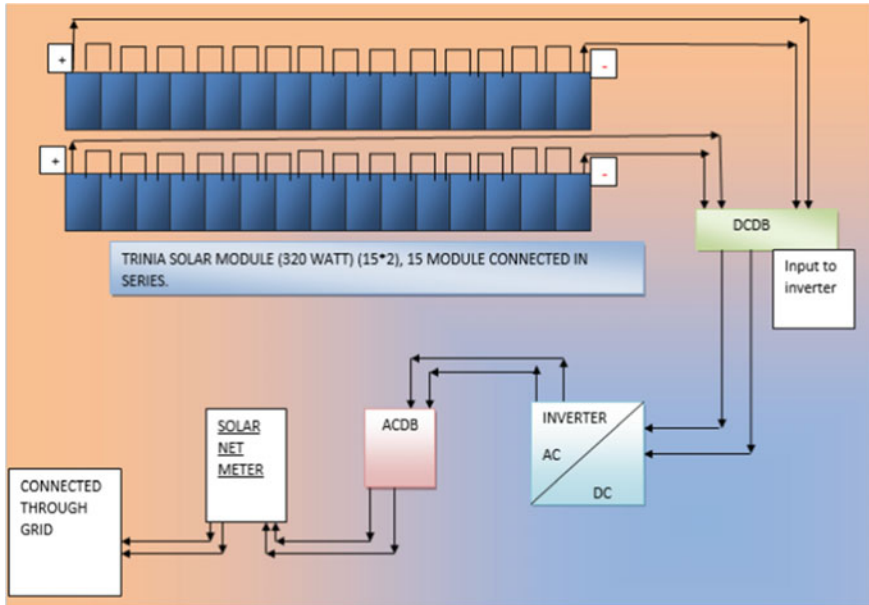 +
-
+
-
DCDB
TRINIA SOLAR MODULE (320 WATT) (15*2), 15 MODULE CONNECTED IN
SERIES.
Input to
inverter
ACDB
INVERTER
AC
DC
SOLAR
NET
METER
CONNECTED
THROUGH
GRID